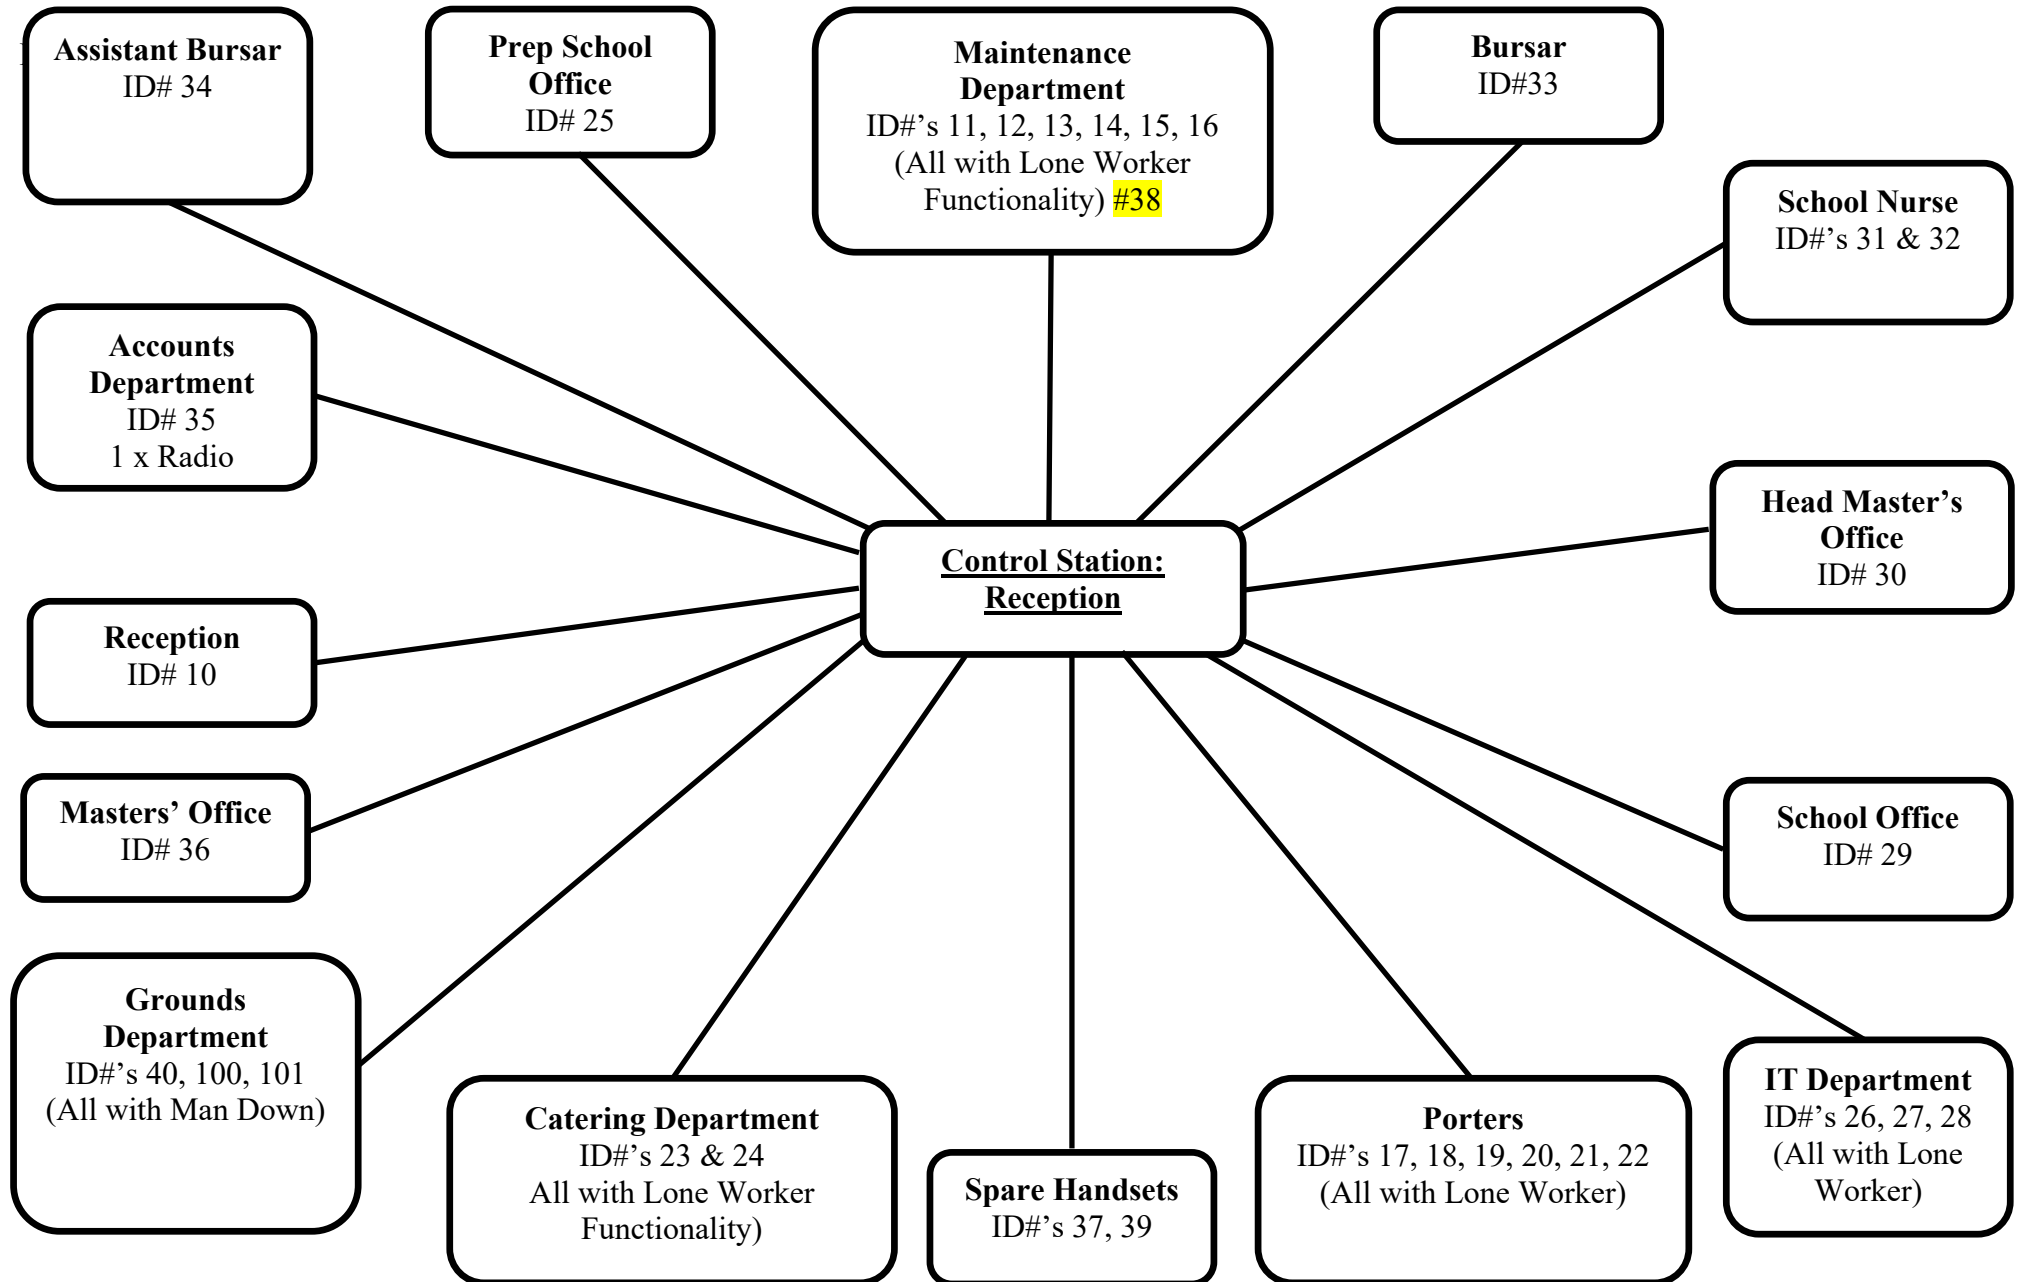 Assistant Bursar
ID# 34
Prep School
Office
ID# 25
Maintenance
Department
ID#’s 11, 12, 13, 14, 15, 16
(All with Lone Worker
Functionality) #38
Bursar
ID#33
School Nurse
ID#’s 31 & 32
Accounts
Department
ID# 35
1 x Radio
Head Master’s
Office
ID# 30
Control Station:
Reception
Reception
ID# 10
Masters’ Office
ID# 36
School Office
ID# 29
Grounds
Department
ID#’s 40, 100, 101
(All with Man Down)
Catering Department
ID#’s 23 & 24
All with Lone Worker
Functionality)
Spare Handsets
ID#’s 37, 39
Porters
ID#’s 17, 18, 19, 20, 21, 22
(All with Lone Worker)
IT Department
ID#’s 26, 27, 28
(All with Lone
Worker)